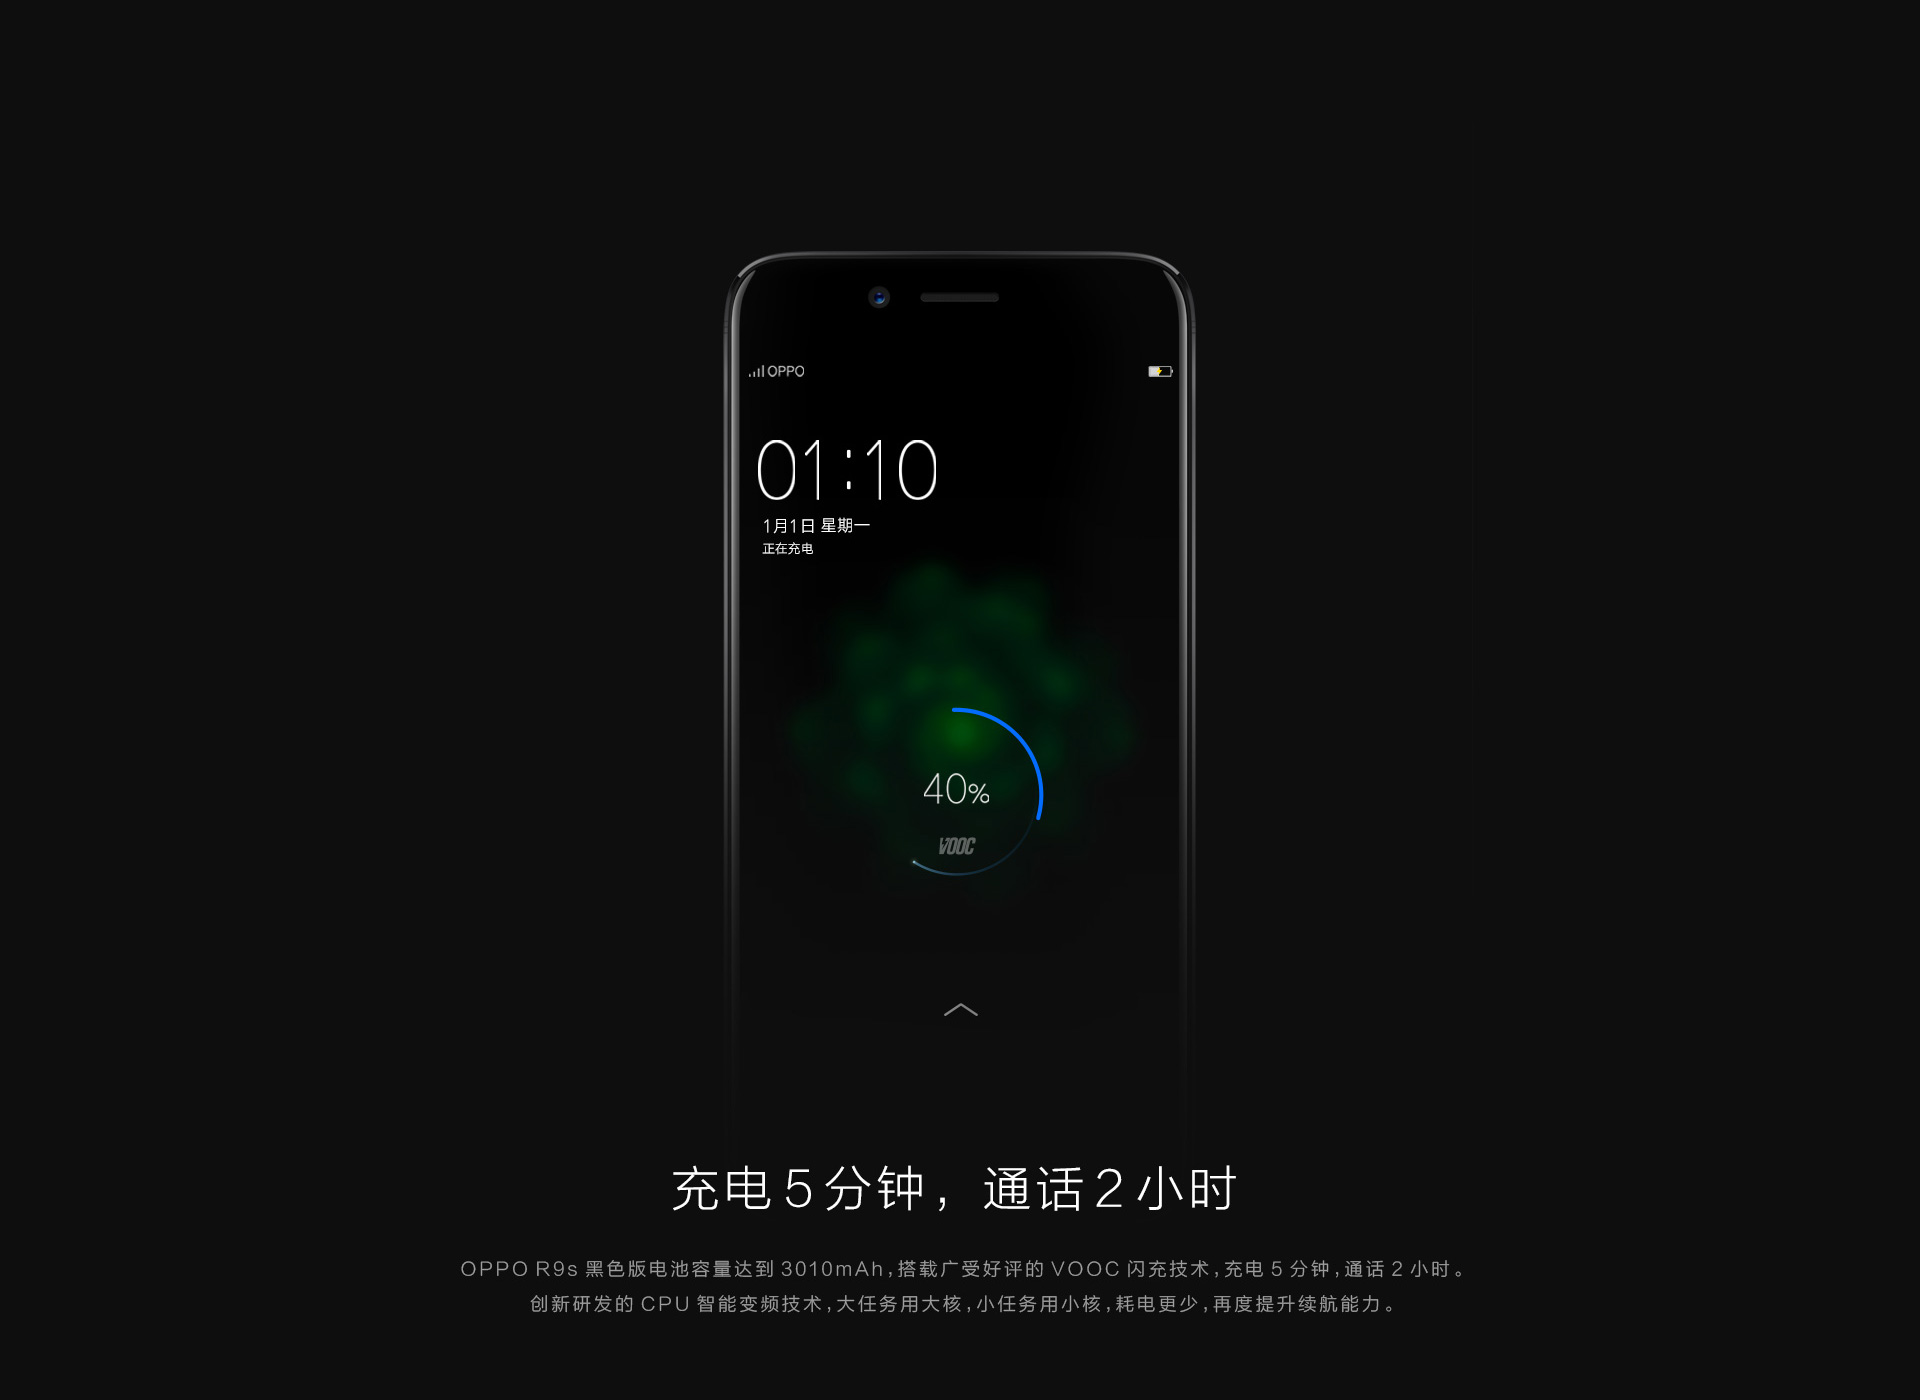 OPPO
01:10
1月1日 星期一
正在充电
40%
VOOC
充电5分钟，通话2小时
OPPO R9s 黑色版电池容量达到 3010mAh,搭载广受好评的 VOOC 闪充技术,充电 5 分钟,通话 2 小时。
创新研发的 CPU 智能变频技术,大任务用大核,小任务用小核,耗电更少,再度提升续航能力。